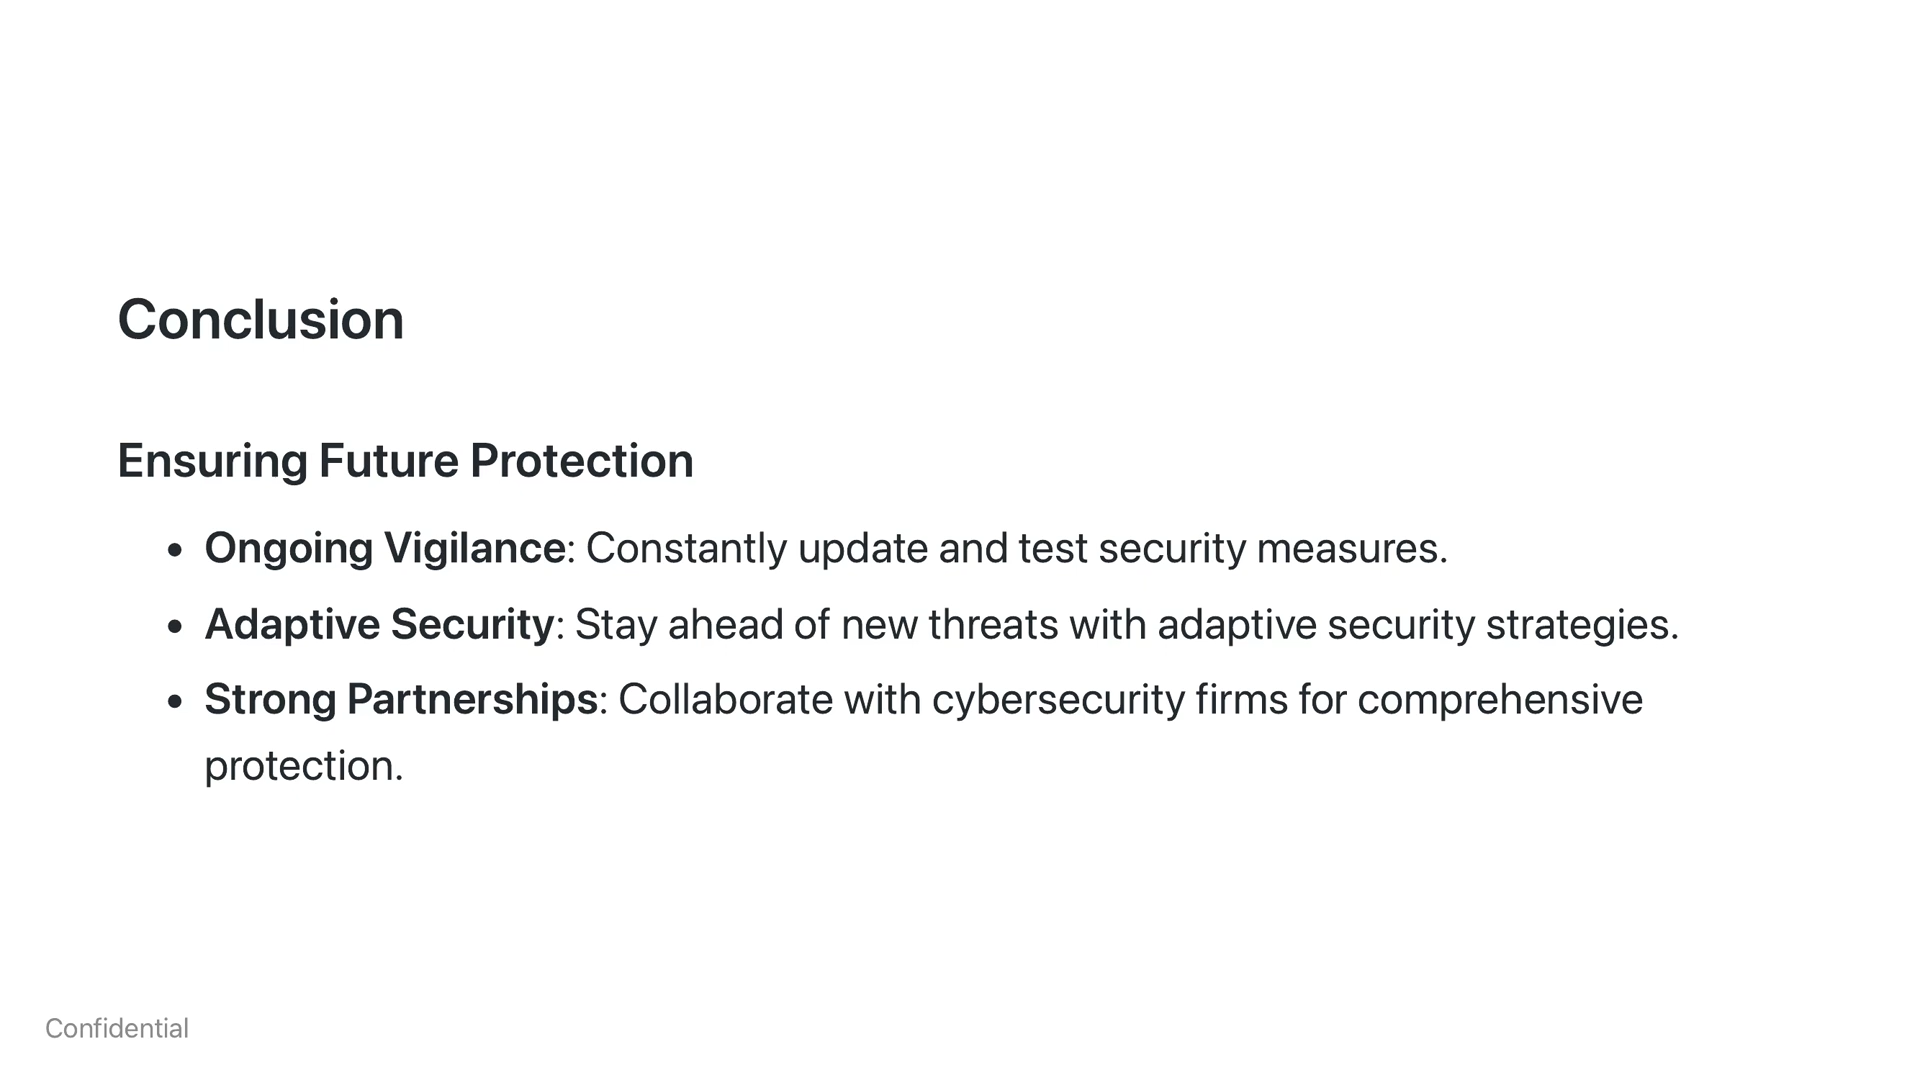 Conclusion
Ensuring Future Protection
• Ongoing Vigilance: Constantly update and test security measures.
• Adaptive Security: Stay ahead of new threats with adaptive security strategies.
• Strong Partnerships: Collaborate with cybersecurity firms for comprehensive
protection.
Confidential